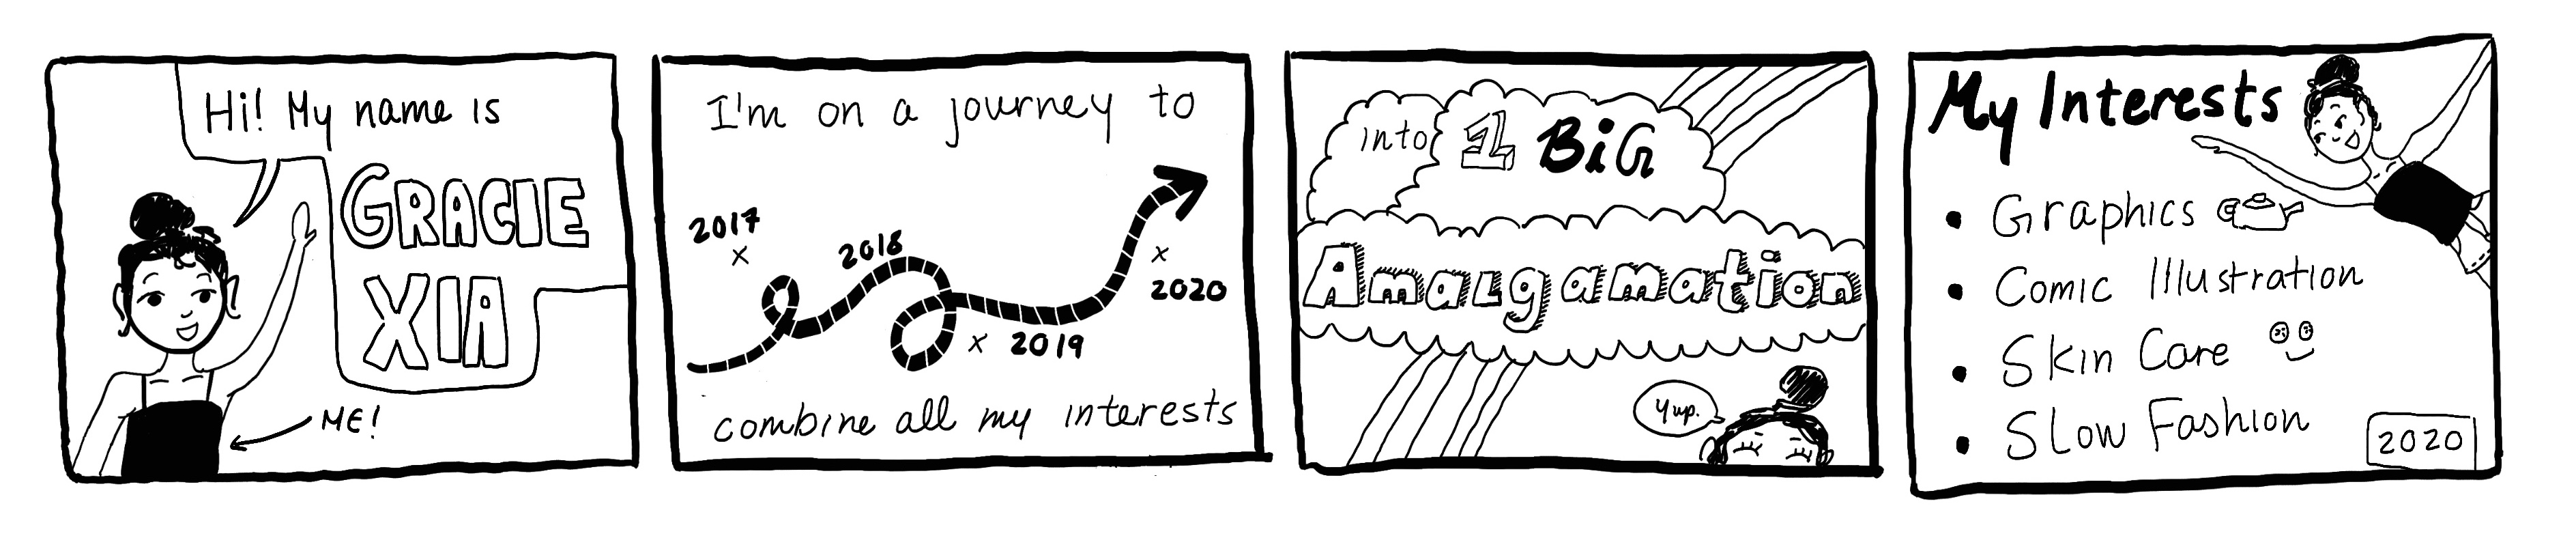 Hi! My name is
GRACIE
XIA
ME!
I'm on a journey to
2017
2018
2019
2020
combine all my interests
into 1 BiG
Amalgamation
Yup.
My Interests
• Graphics
• Comic Illustration
• Skin Care
• Slow Fashion
2020